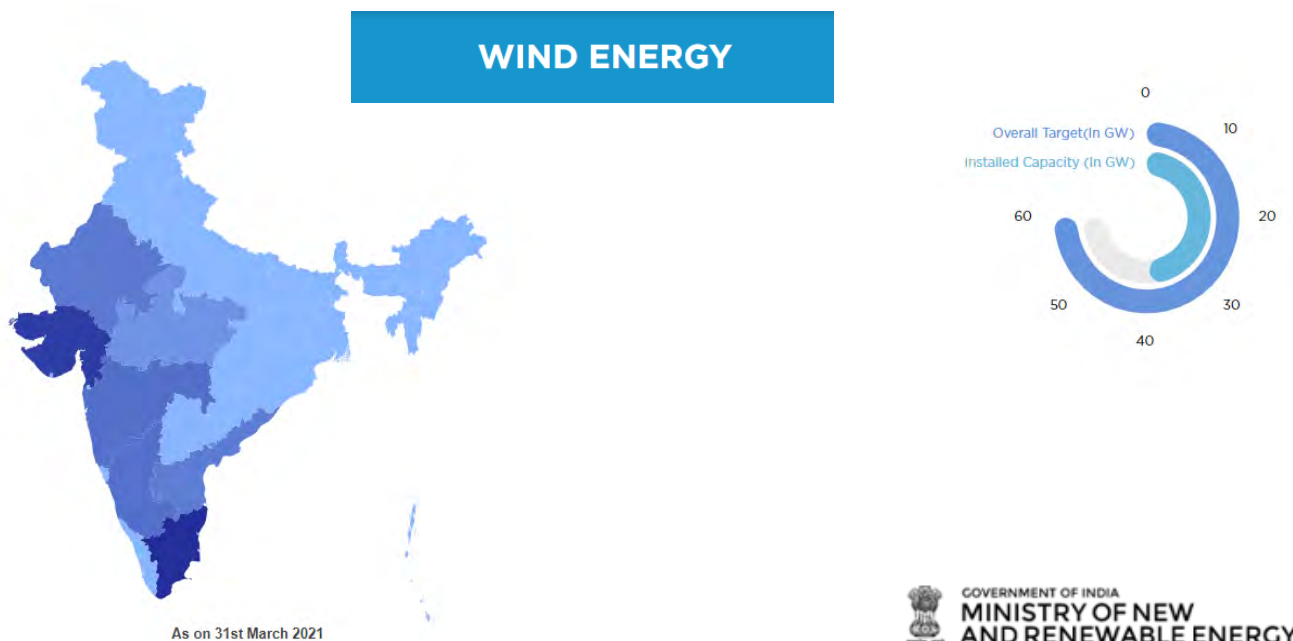 WIND ENERGY
0
Overall Target(In GW)
10
Installed Capacity (In GW)
60
20
50
30
40
As on 31st March 2021
GOVERNMENT OF INDIA
MINISTRY OF NEW
AND RENEWABLE ENERGY